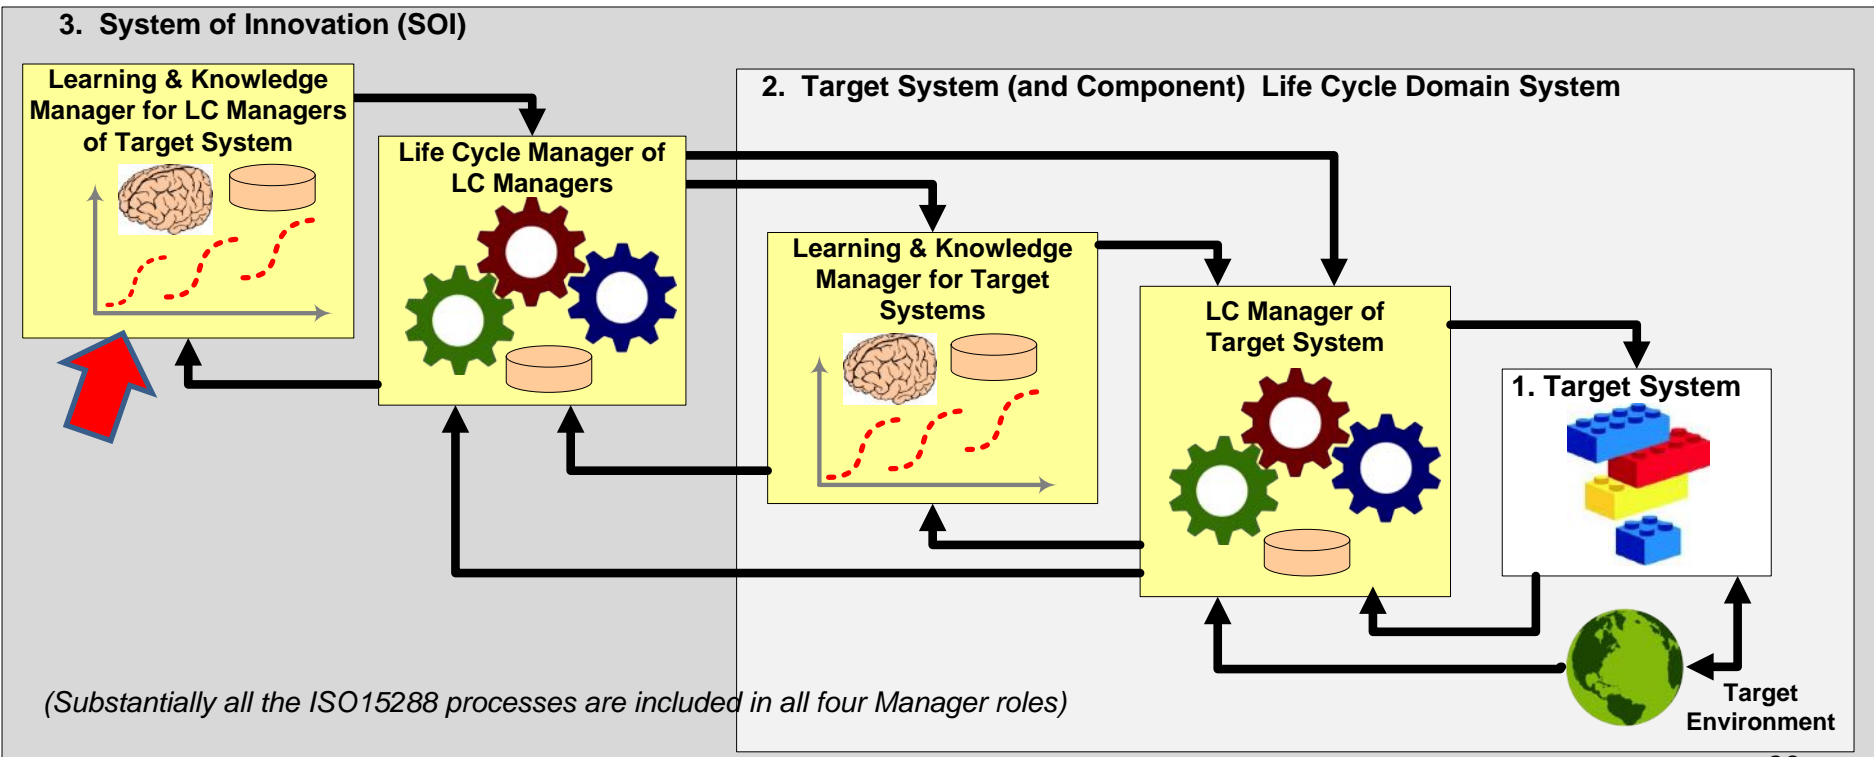 3. System of Innovation (SOI)
Learning & Knowledge
Manager for LC Managers
of Target System
2. Target System (and Component) Life Cycle Domain System
Life Cycle Manager of
LC Managers
Learning & Knowledge
Manager for Target
Systems
LC Manager of
Target System
1. Target System
Target
Environment
(Substantially all the ISO15288 processes are included in all four Manager roles)